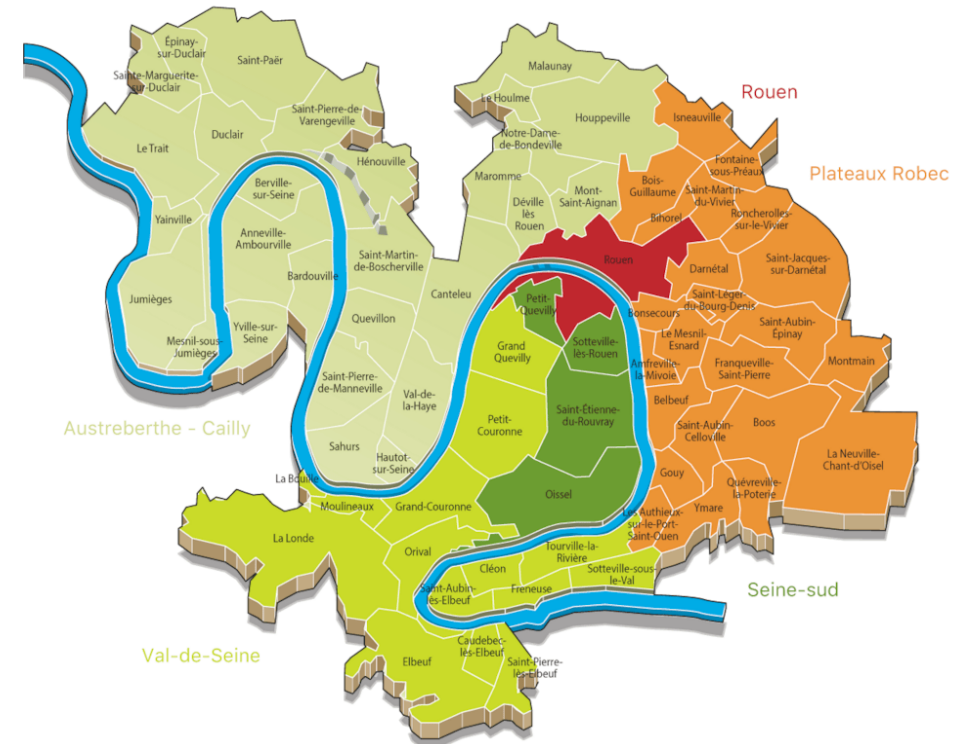 Épinay-
sur-Duclair
Saint-Paër
Sainte-Marguerite-
sur-Duclair
Saint-Pierre-de-
Varengeville
Duclair
Le Trait
Hénouville
Berville-
sur-Seine
Yainville
Anneville-
Ambourville
Bardouville
Saint-Martin-
de-Boscherville
Jumièges
Canteleu
Quevillon
Mesnil-sous-
Jumièges
Yville-sur-
Seine
Saint-Pierre-
de-Manneville
Val-de-
la-Haye
Sahurs
Hautot-
sur-Seine
Austreberthe - Cailly
Malaunay
Le Houlme
Houppeville
Notre-Dame-
de-Bondeville
Maromme
Mont-
Saint-Aignan
Déville
lès
Rouen
Rouen
Isneauville
Plateaux Robec
Fontaine-
sous-Préaux
Bois-
Guillaume
Saint-Martin-
du-Vivier
Bihorel
Roncherolles-
sur-le-Vivier
Rouen
Darnétal
Saint-Jacques-
sur-Darnétal
Saint-Léger-
du-Bourg-Denis
Bonsecours
Saint-Aubin-
Épinay
Le Mesnil-
Esnard
Amfreville-
la-Mivoie
Franqueville-
Saint-Pierre
Montmain
Belbeuf
Saint-Aubin-
Celloville
Boos
La Neuville-
Chant-d'Oisel
Gouy
Quévreville-
la-Poterie
Ymare
Les Authieux-
sur-le-Port-
Saint-Ouen
Petit-
Quevilly
Grand
Quevilly
Sotteville-
lès-Rouen
Petit-
Couronne
Saint-Étienne-
du-Rouvray
Oissel
La Bouille
Moulineaux
Grand-Couronne
La Londe
Orival
Cléon
Tourville-la-
Rivière
Saint-Aubin-
lès-Elbeuf
Freneuse
Sotteville-sous-
le-Val
Seine-sud
Val-de-Seine
Elbeuf
Caudebec-
lès-Elbeuf
Saint-Pierre-
lès-Elbeuf